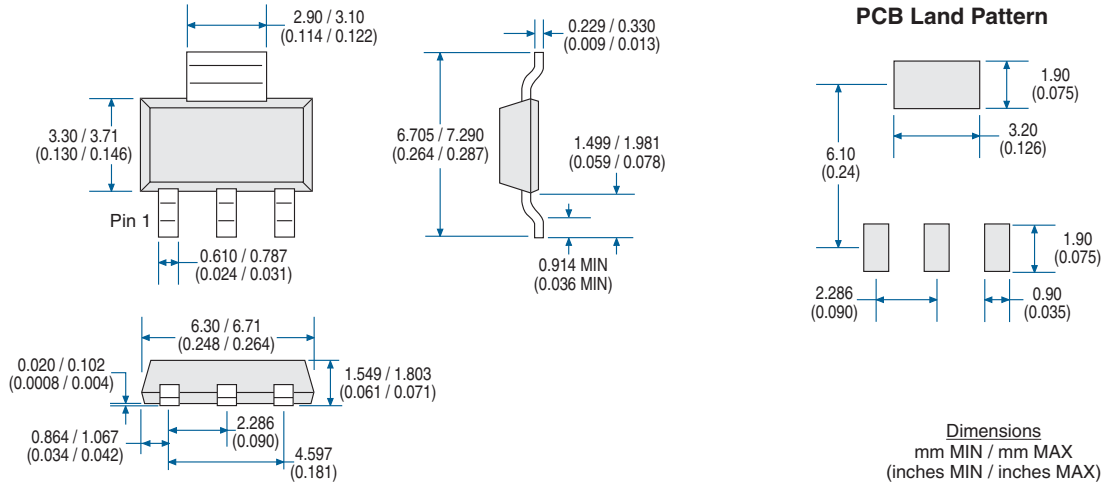 2.90 / 3.10
(0.114 / 0.122)
3.30 / 3.71
(0.130 / 0.146)
Pin 1
0.610 / 0.787
(0.024 / 0.031)
0.229 / 0.330
(0.009 / 0.013)
6.705 / 7.290
(0.264 / 0.287)
1.499 / 1.981
(0.059 / 0.078)
0.914 MIN
(0.036 MIN)
PCB Land Pattern
1.90
(0.075)
3.20
(0.126)
6.10
(0.24)
1.90
(0.075)
2.286
(0.090)
0.90
(0.035)
6.30 / 6.71
(0.248 / 0.264)
0.020 / 0.102
(0.0008 / 0.004)
1.549 / 1.803
(0.061 / 0.071)
0.864 / 1.067
(0.034 / 0.042)
2.286
(0.090)
4.597
(0.181)
Dimensions
mm MIN / mm MAX
(inches MIN / inches MAX)